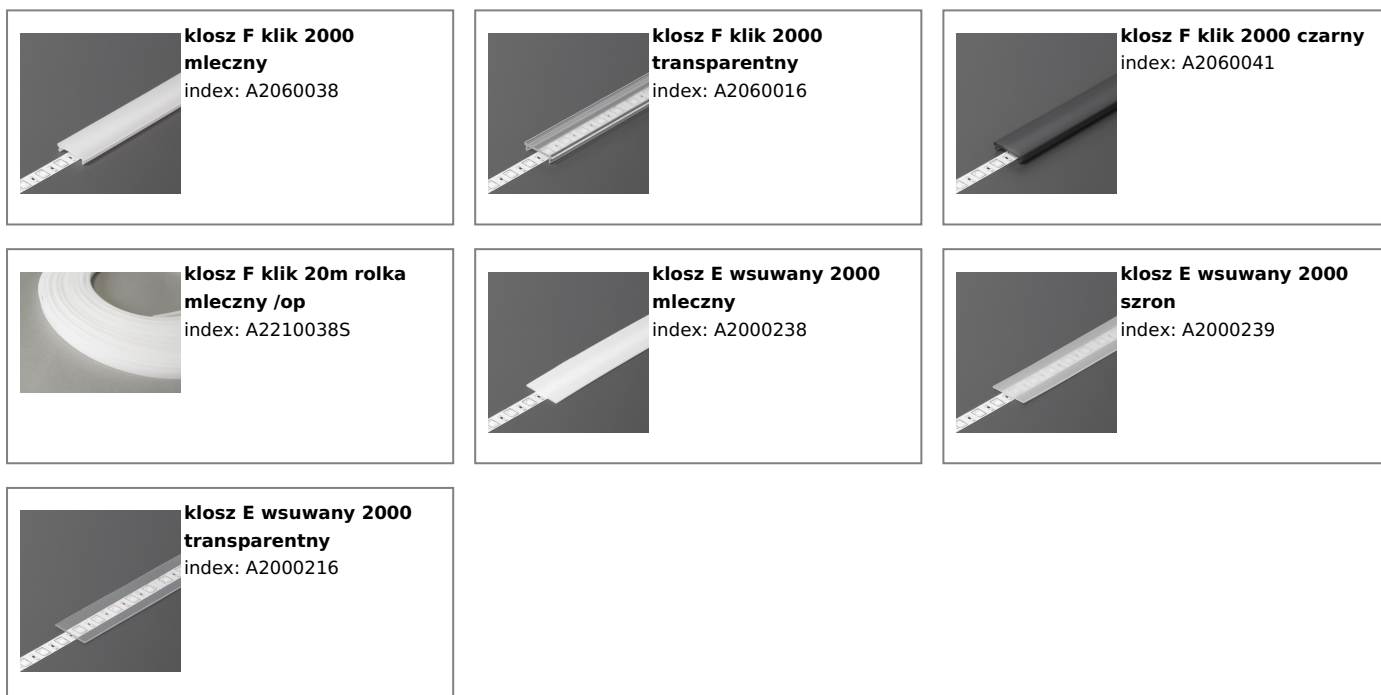 klosz F klik 2000
mleczny
index: A2060038
klosz F klik 2000
transparentny
index: A2060016
klosz F klik 2000 czarny
index: A2060041
klosz F klik 20m rolka
mleczny /op
index: A2210038S
klosz E wsuwany 2000
mleczny
index: A2000238
klosz E wsuwany 2000
szron
index: A2000239
klosz E wsuwany 2000
transparentny
index: A2000216